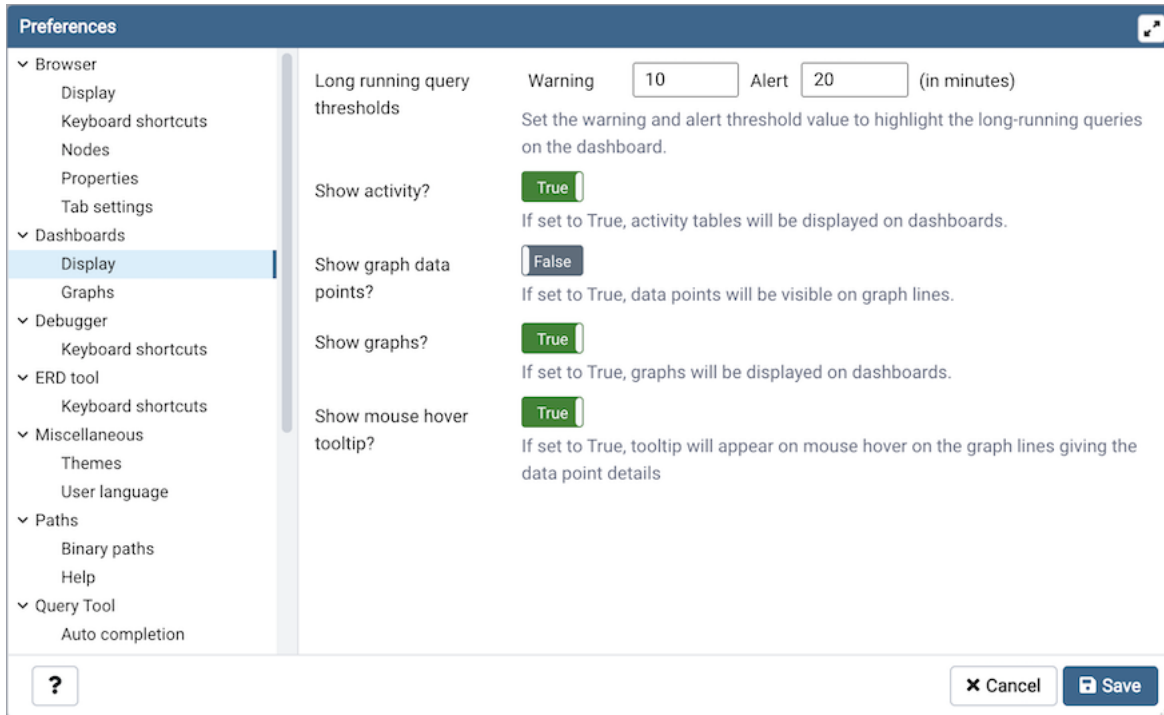 Preferences
Browser
Display
Keyboard shortcuts
Nodes
Properties
Tab settings
Dashboards
Display
Graphs
Debugger
Keyboard shortcuts
ERD tool
Keyboard shortcuts
Miscellaneous
Themes
User language
Paths
Binary paths
Help
Query Tool
Auto completion
Long running query
thresholds
Warning 10 Alert 20 (in minutes)
Set the warning and alert threshold value to highlight the long-running queries
on the dashboard.
Show activity? True
If set to True, activity tables will be displayed on dashboards.
Show graph data
points?
False
If set to True, data points will be visible on graph lines.
Show graphs? True
If set to True, graphs will be displayed on dashboards.
Show mouse hover
tooltip?
True
If set to True, tooltip will appear on mouse hover on the graph lines giving the
data point details
? Cancel Save